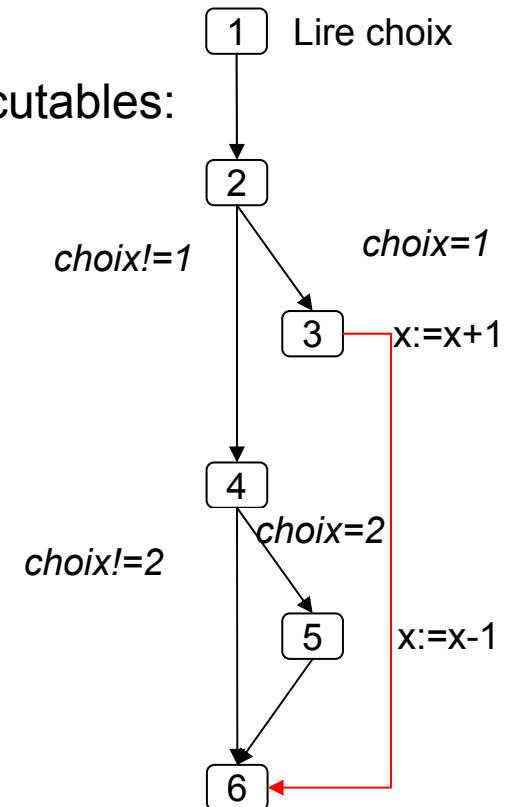 1 Lire choix
cutables:
2
choix!=1
choix=1
3
x:=x+1
4
choix=2
choix!=2
5
x:=x-1
6